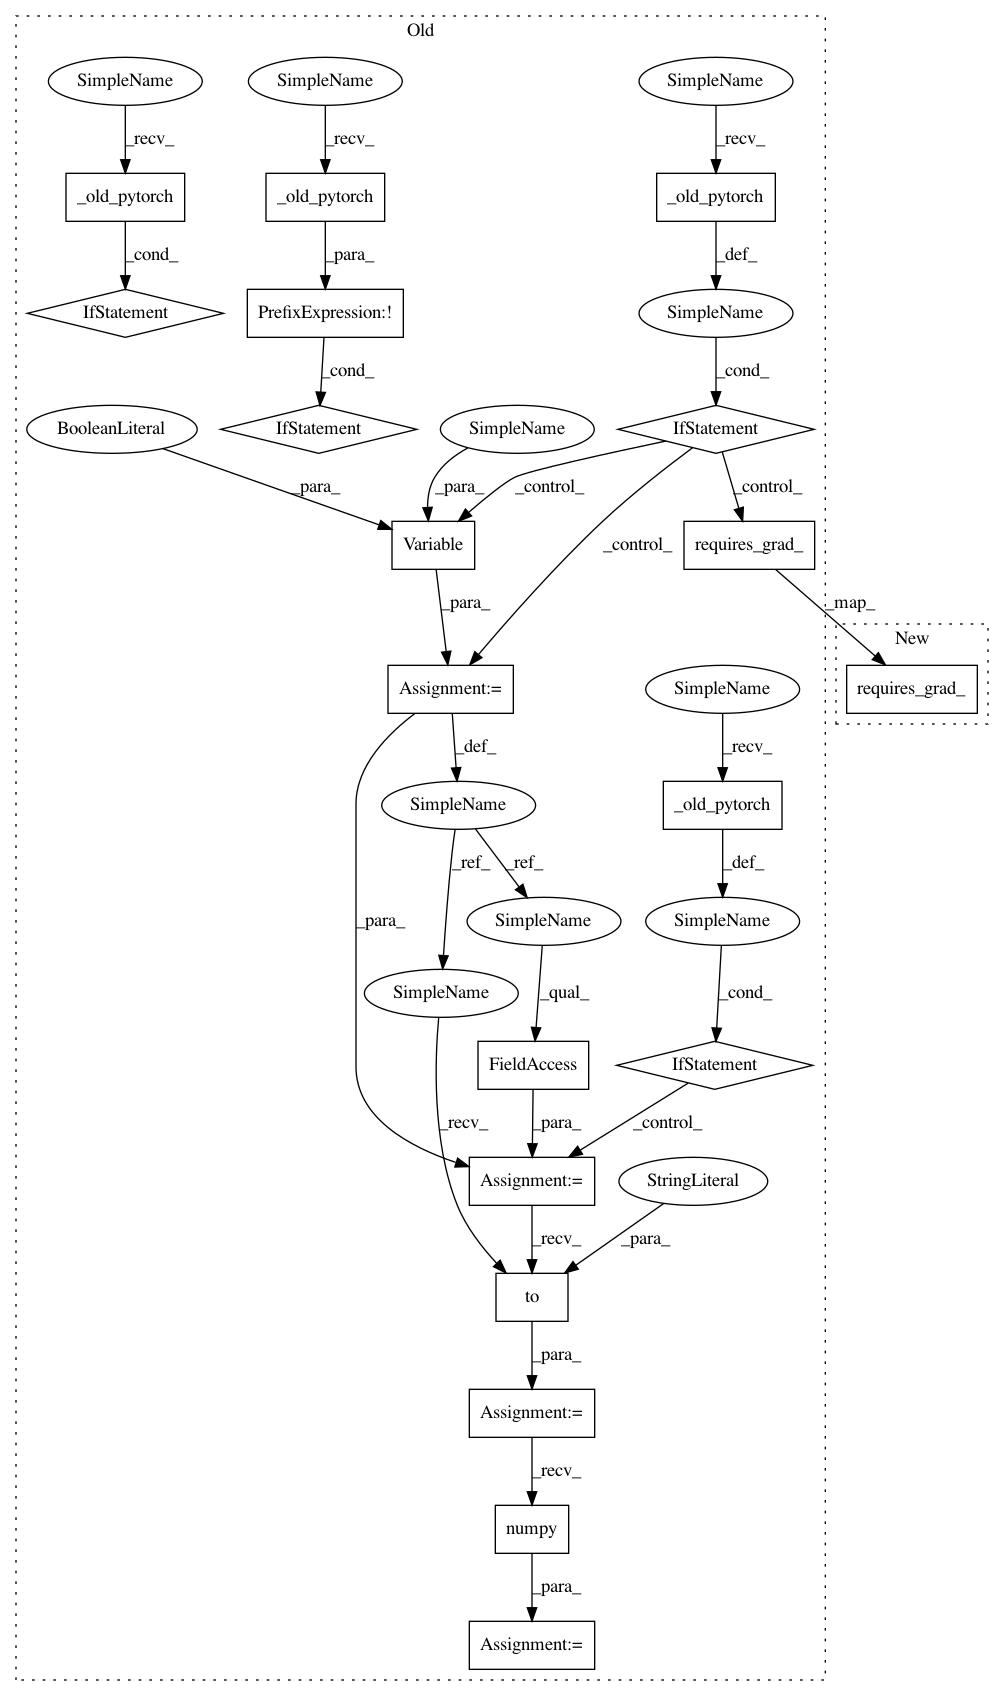 Old
SimpleName
SimpleName
SimpleName
_recv_
_recv_
_recv_
_old_pytorch
_old_pytorch
_old_pytorch
_cond_
_para_
_def_
IfStatement
PrefixExpression:!
SimpleName
_cond_
_cond_
BooleanLiteral
IfStatement
SimpleName
IfStatement
_para_
_para_
_control_
_control_
Variable
_control_
requires_grad_
_para_
_map_
New
Assignment:=
SimpleName
requires_grad_
_def_
_recv_
SimpleName
_old_pytorch
_ref_
_ref_
_def_
_para_
SimpleName
SimpleName
SimpleName
_qual_
_cond_
FieldAccess
IfStatement
_recv_
_para_
_control_
Assignment:=
StringLiteral
_recv_
_para_
to
_para_
Assignment:=
_recv_
numpy
_para_
Assignment:=